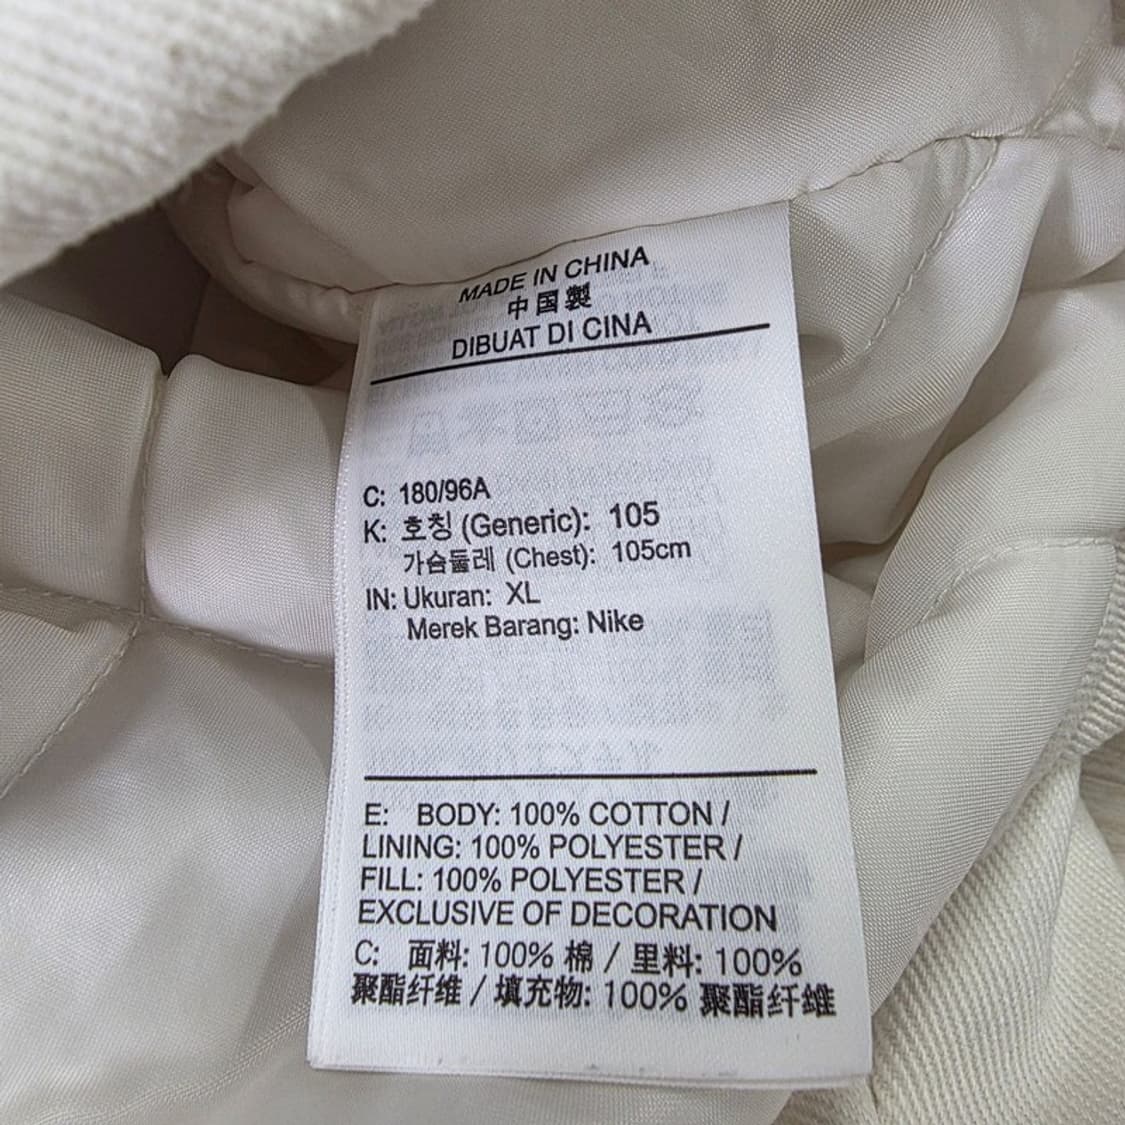 MADE IN CHINA
中国製
DIBUAT DI CINA
C: 180/96A
K: 호칭 (Generic): 105
가슴둘레 (Chest): 105cm
IN: Ukuran: XL
Merek Barang: Nike
E: BODY: 100% COTTON /
LINING: 100% POLYESTER /
FILL: 100% POLYESTER /
EXCLUSIVE OF DECORATION
C: 面料: 100% 棉 / 里料: 100%
聚酯纤维 / 填充物: 100% 聚酯纤维